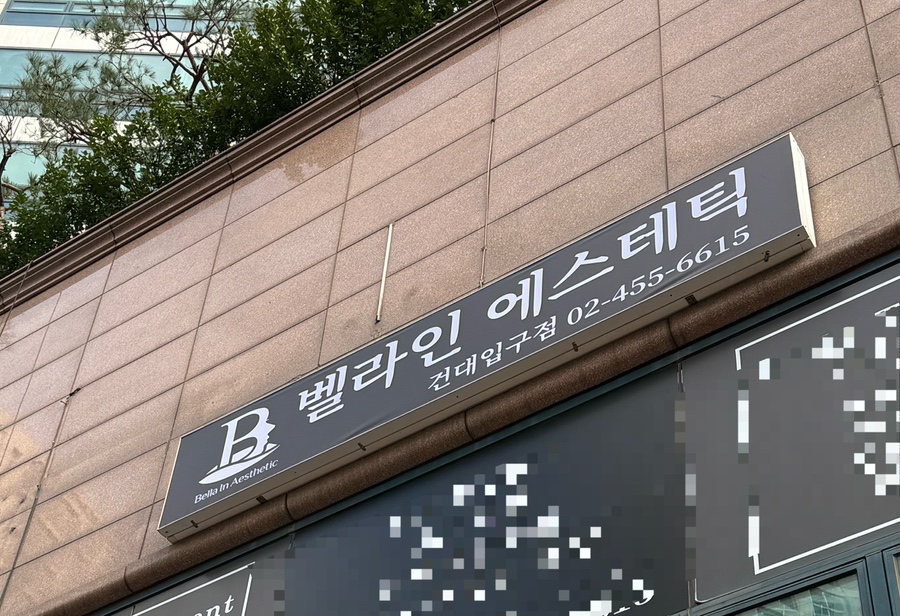 벨라인 에스테틱
건대입구점 02-455-6615
B
Bella In Aesthetic